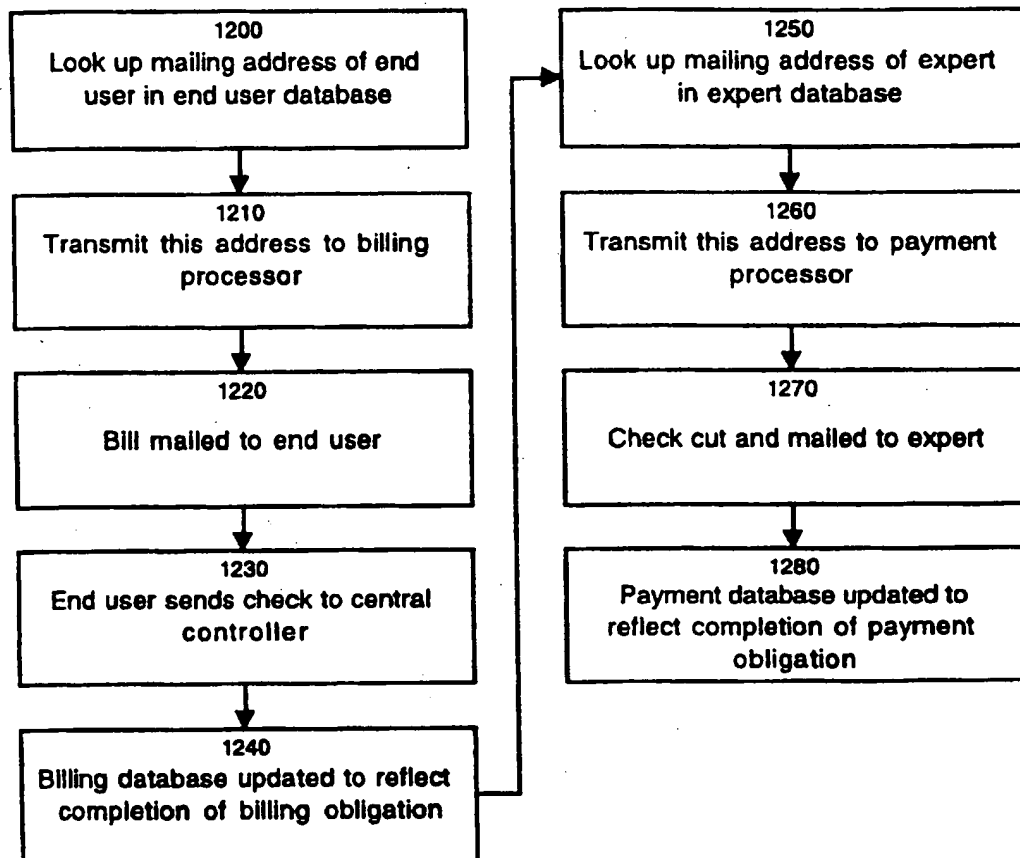 1200
Look up mailing address of end
user in end user database
1210
Transmit this address to billing
processor
1220
Bill mailed to end user
1230
End user sends check to central
controller
1240
Billing database updated to reflect
completion of billing obligation
1250
Look up mailing address of expert
in expert database
1260
Transmit this address to payment
processor
1270
Check cut and mailed to expert
1280
Payment database updated to
reflect completion of payment
obligation